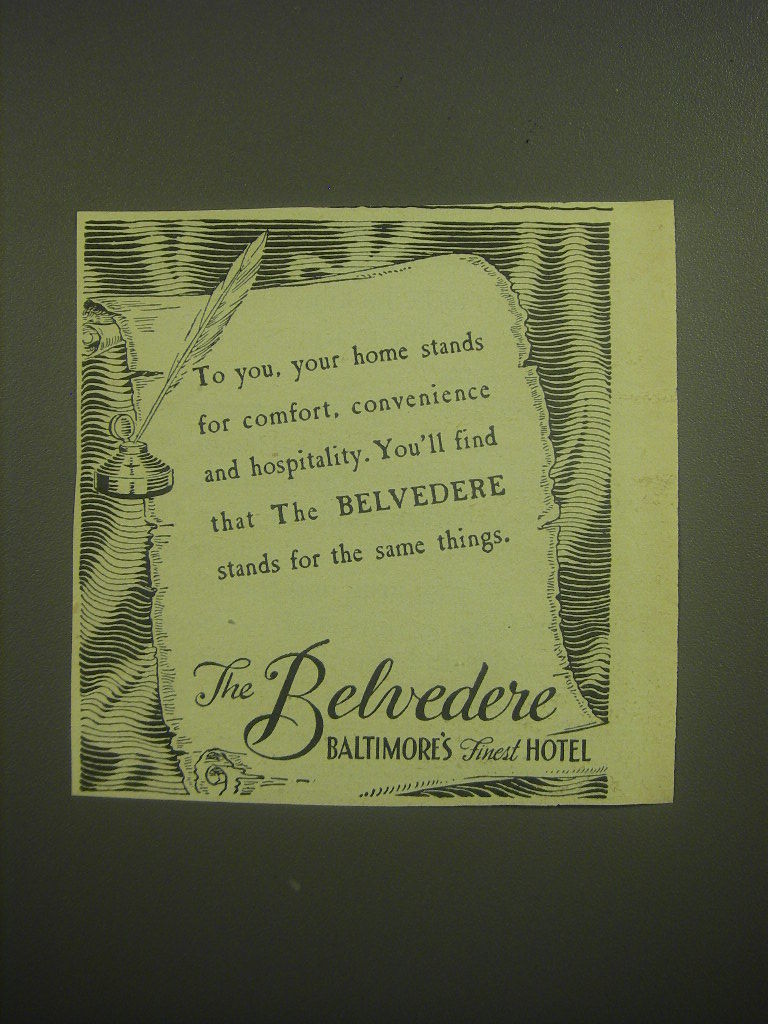 To you, your home stands
for comfort, convenience
and hospitality. You'll find
that The BELVEDERE
stands for the same things.
The Belvedere
BALTIMORE'S Finest HOTEL